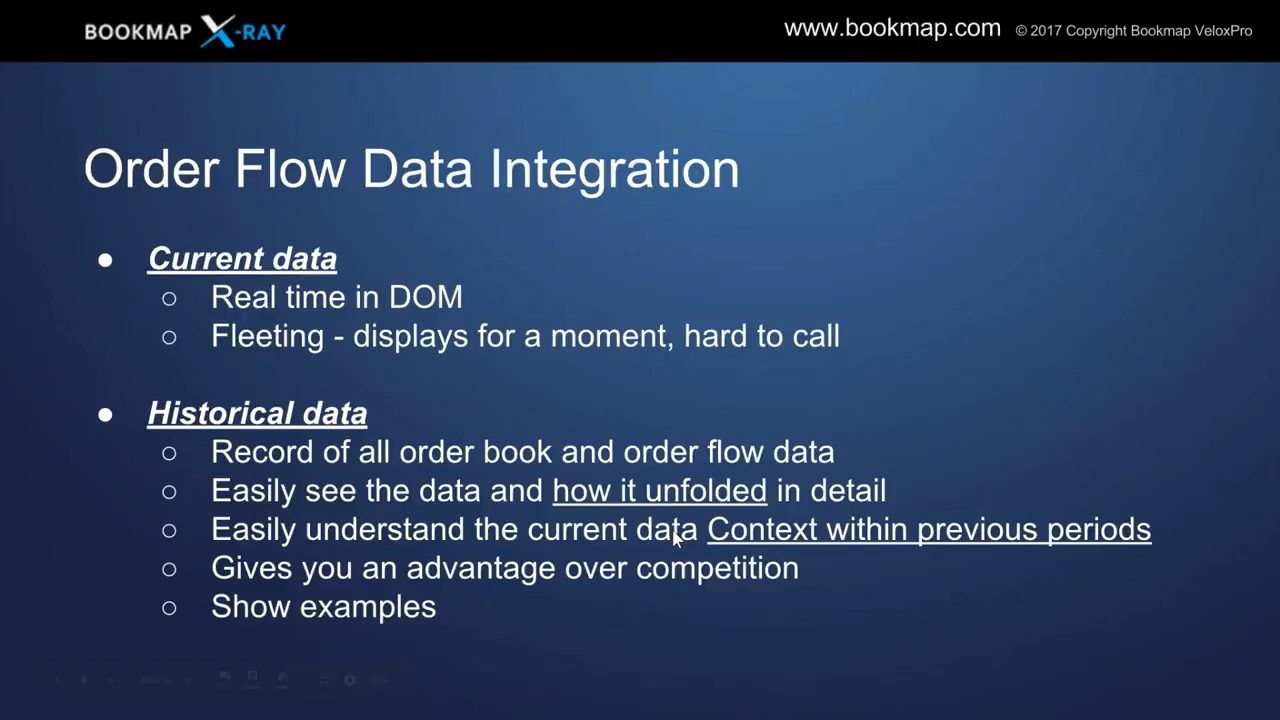 BOOKMAP X-RAY
www.bookmap.com © 2017 Copyright Bookmap VeloxPro
Order Flow Data Integration
● Current data
○ Real time in DOM
○ Fleeting - displays for a moment, hard to call
● Historical data
○ Record of all order book and order flow data
○ Easily see the data and how it unfolded in detail
○ Easily understand the current data Context within previous periods
○ Gives you an advantage over competition
○ Show examples